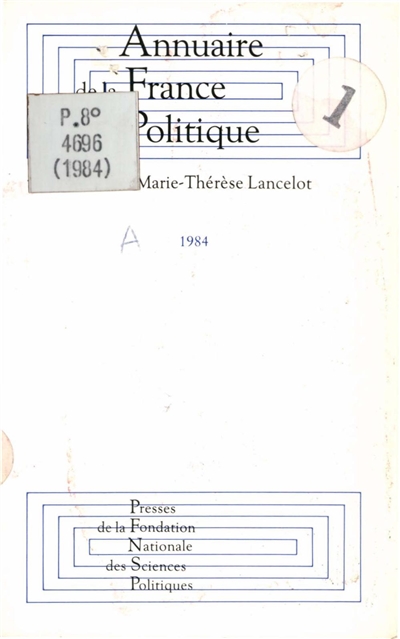 Annuaire
de la France
Politique
1
P.8°
4696
(1984)
Marie-Thérèse Lancelot
A
1984
Presses
de la Fondation
Nationale
des Sciences
Politiques